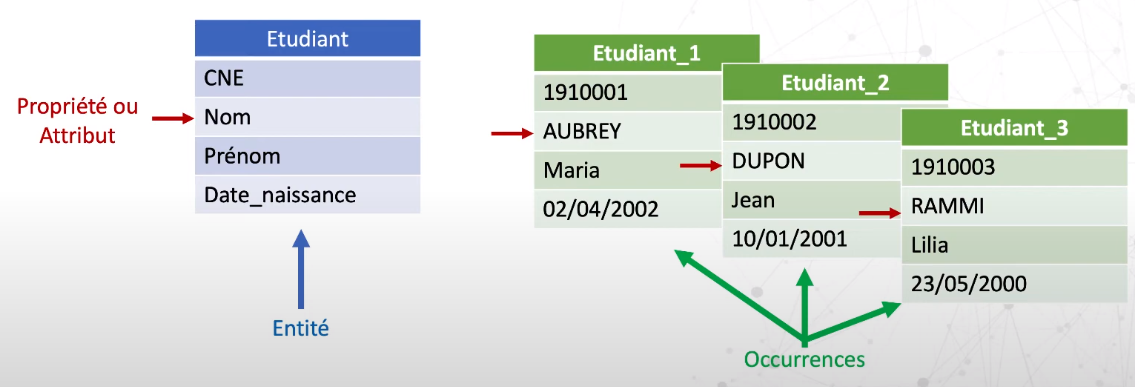 Etudiant
CNE
Nom
Prénom
Date_naissance
Propriété ou
Attribut
Entité
Etudiant_1
1910001
AUBREY
Maria
02/04/2002
Etudiant_2
1910002
DUPON
Jean
10/01/2001
Etudiant_3
1910003
RAMMI
Lilia
23/05/2000
Occurrences